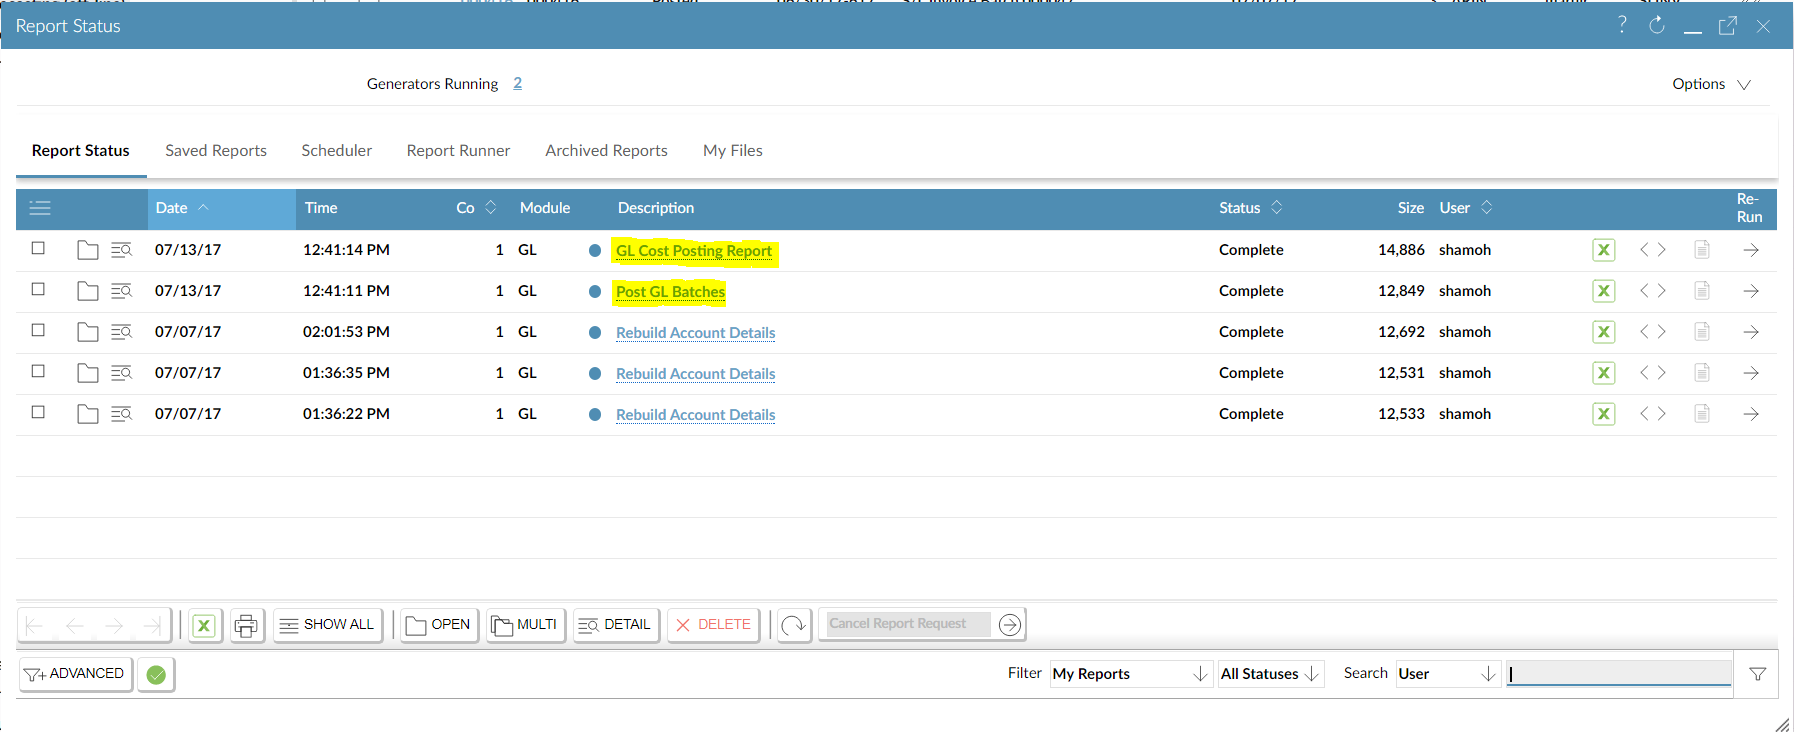 Report Status
?
Generators Running 2
Options
Report Status Saved Reports Scheduler Report Runner Archived Reports My Files
Date Time Co Module Description Status Size User Re-Run
07/13/17 12:41:14 PM 1 GL GL Cost Posting Report Complete 14,886 shamoh
07/13/17 12:41:11 PM 1 GL Post GL Batches Complete 12,849 shamoh
07/07/17 02:01:53 PM 1 GL Rebuild Account Details Complete 12,692 shamoh
07/07/17 01:36:35 PM 1 GL Rebuild Account Details Complete 12,531 shamoh
07/07/17 01:36:22 PM 1 GL Rebuild Account Details Complete 12,533 shamoh
SHOW ALL OPEN MULTI DETAIL DELETE Cancel Report Request
ADVANCED Filter My Reports All Statuses Search User